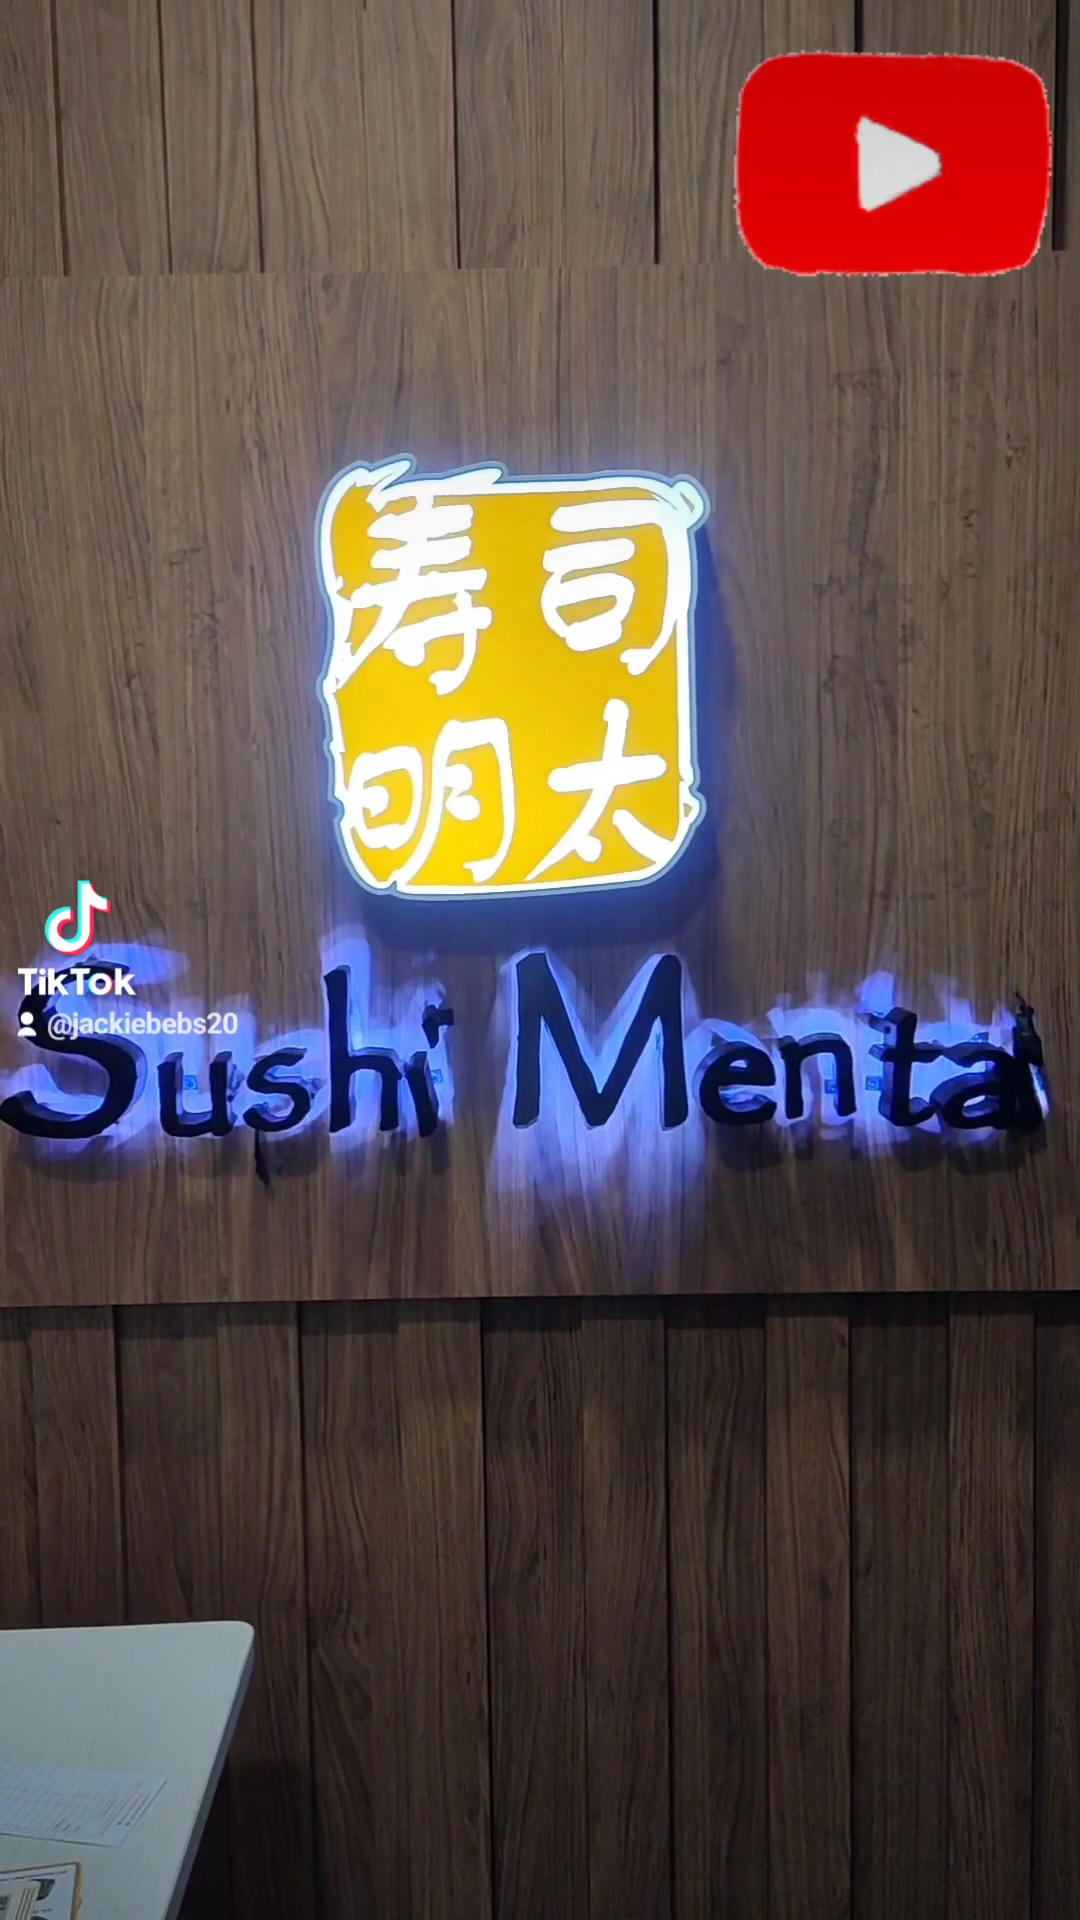 寿司
明太
TikTok
@jackiebebs20
Sushi Mentai